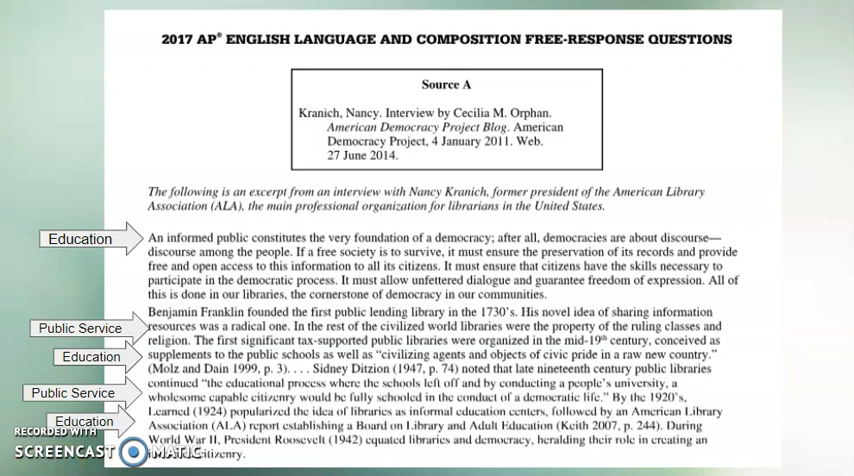 2017 AP® ENGLISH LANGUAGE AND COMPOSITION FREE-RESPONSE QUESTIONS
Source A
Kranich, Nancy. Interview by Cecilia M. Orphan.
American Democracy Project Blog. American
Democracy Project, 4 January 2011. Web.
27 June 2014.
The following is an excerpt from an interview with Nancy Kranich, former president of the American Library
Association (ALA), the main professional organization for librarians in the United States.
Education
An informed public constitutes the very foundation of a democracy; after all, democracies are about discourse—
discourse among the people. If a free society is to survive, it must ensure the preservation of its records and provide
free and open access to this information to all its citizens. It must ensure that citizens have the skills necessary to
participate in the democratic process. It must allow unfettered dialogue and guarantee freedom of expression. All of
this is done in our libraries, the cornerstone of democracy in our communities.
Benjamin Franklin founded the first public lending library in the 1730's. His novel idea of sharing information
Public Service
resources was a radical one. In the rest of the civilized world libraries were the property of the ruling classes and
religion. The first significant tax-supported public libraries were organized in the mid-19th century, conceived as
Education
supplements to the public schools as well as “civilizing agents and objects of civic pride in a raw new country.”
(Molz and Dain 1999, p. 3). . . . Sidney Ditzion (1947, p. 74) noted that late nineteenth century public libraries
continued “the educational process where the schools left off and by conducting a people's university, a
Public Service
wholesome capable citizenry would be fully schooled in the conduct of a democratic life.” By the 1920's,
Learned (1924) popularized the idea of libraries as informal education centers, followed by an American Library
Education
Association (ALA) report establishing a Board on Library and Adult Education (Keith 2007, p. 244). During
World War II, President Roosevelt (1942) equated libraries and democracy, heralding their role in creating an
citizenry.
RECORDED WITH
SCREENCAST MATIC